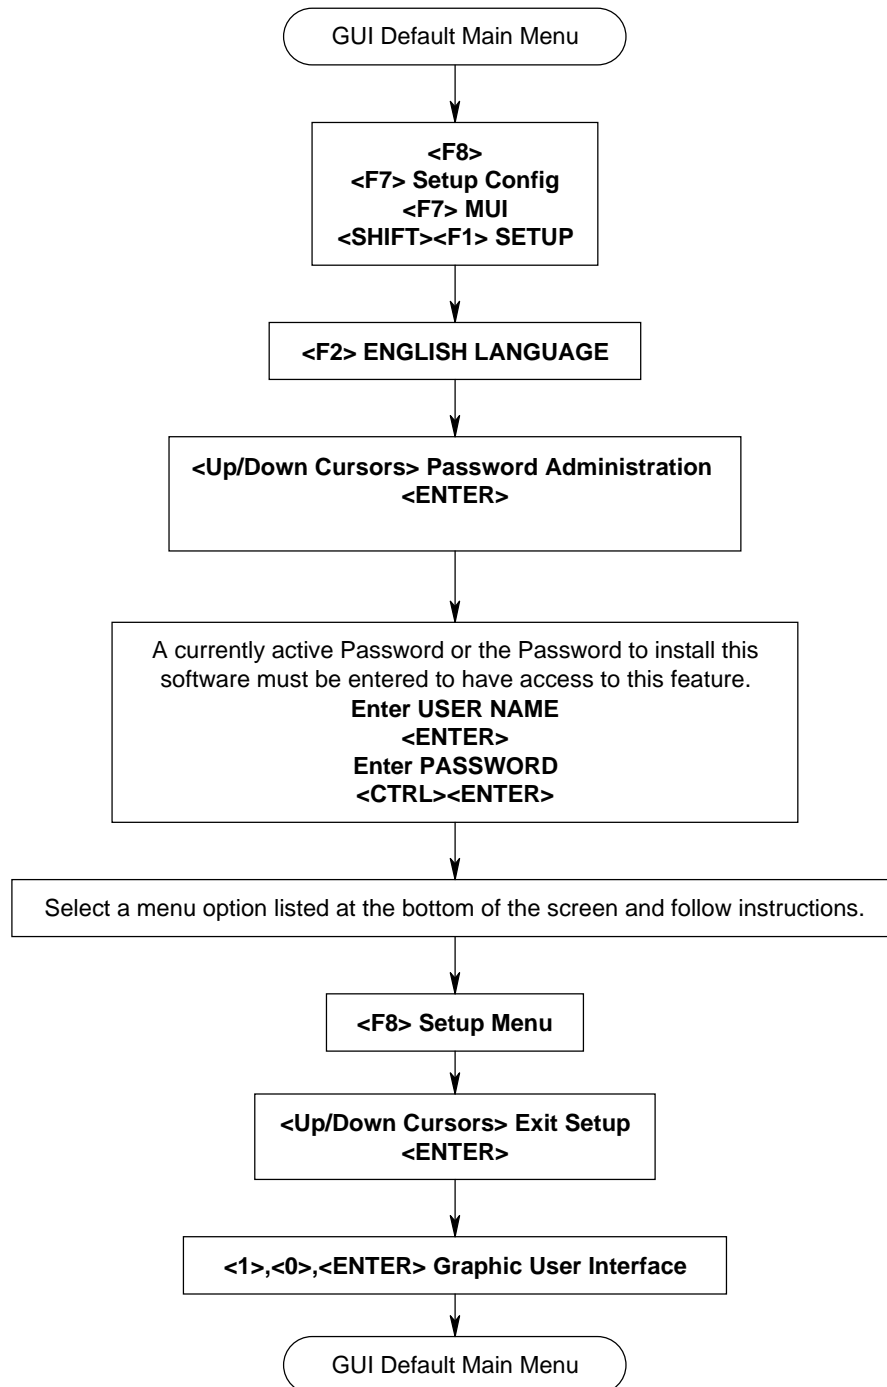 GUI Default Main Menu
<F8>
<F7> Setup Config
<F7> MUI
<SHIFT><F1> SETUP
<F2> ENGLISH LANGUAGE
<Up/Down Cursors> Password Administration
<ENTER>
A currently active Password or the Password to install this
software must be entered to have access to this feature.
Enter USER NAME
<ENTER>
Enter PASSWORD
<CTRL><ENTER>
Select a menu option listed at the bottom of the screen and follow instructions.
<F8> Setup Menu
<Up/Down Cursors> Exit Setup
<ENTER>
<1>,<0>,<ENTER> Graphic User Interface
GUI Default Main Menu